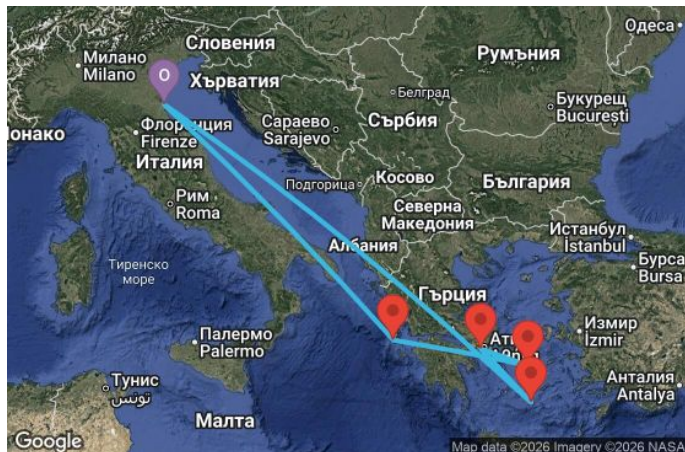 Словения
Одеса
Милано
Milano
Румъния
Хърватия
Белград
Букурещ
București
онако
Флоренция
Firenze
Сараево
Sarajevo
Сърбия
Италия
Косово
Подгорица
България
Рим
Roma
Северна
Македония
Истанбул
İstanbul
Албания
Бурса
Bursa
Тиренско
море
Гърция
Измир
İzmir
Палермо
Palermo
Ат
Тунис
تونس
Анталия
Antalya
Малта
Google
Map data ©2026 Imagery ©2026 NASA